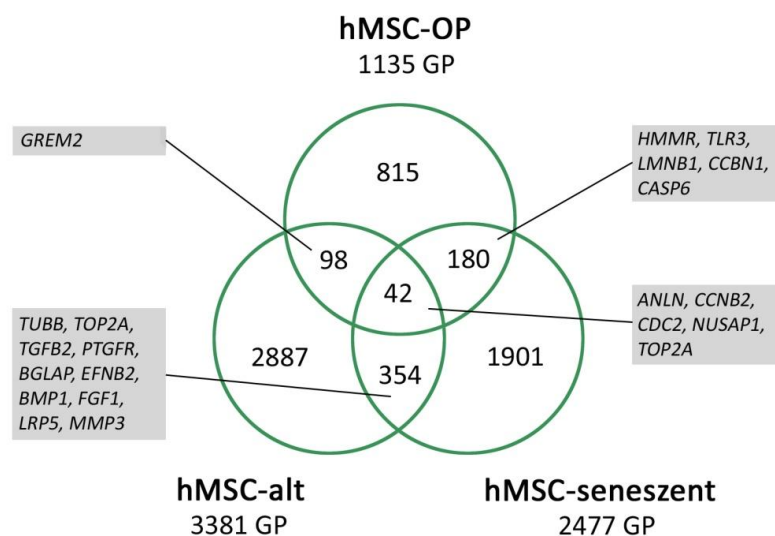 hMSC-OP
1135 GP
GREM2
HMMR, TLR3,
LMNB1, CCBN1,
CASP6
815
98
180
42
ANLN, CCNB2,
CDC2, NUSAP1,
TOP2A
TUBB, TOP2A,
TGFB2, PTGFR,
BGLAP, EFNB2,
BMP1, FGF1,
LRP5, MMP3
2887
354
1901
hMSC-alt
3381 GP
hMSC-seneszent
2477 GP